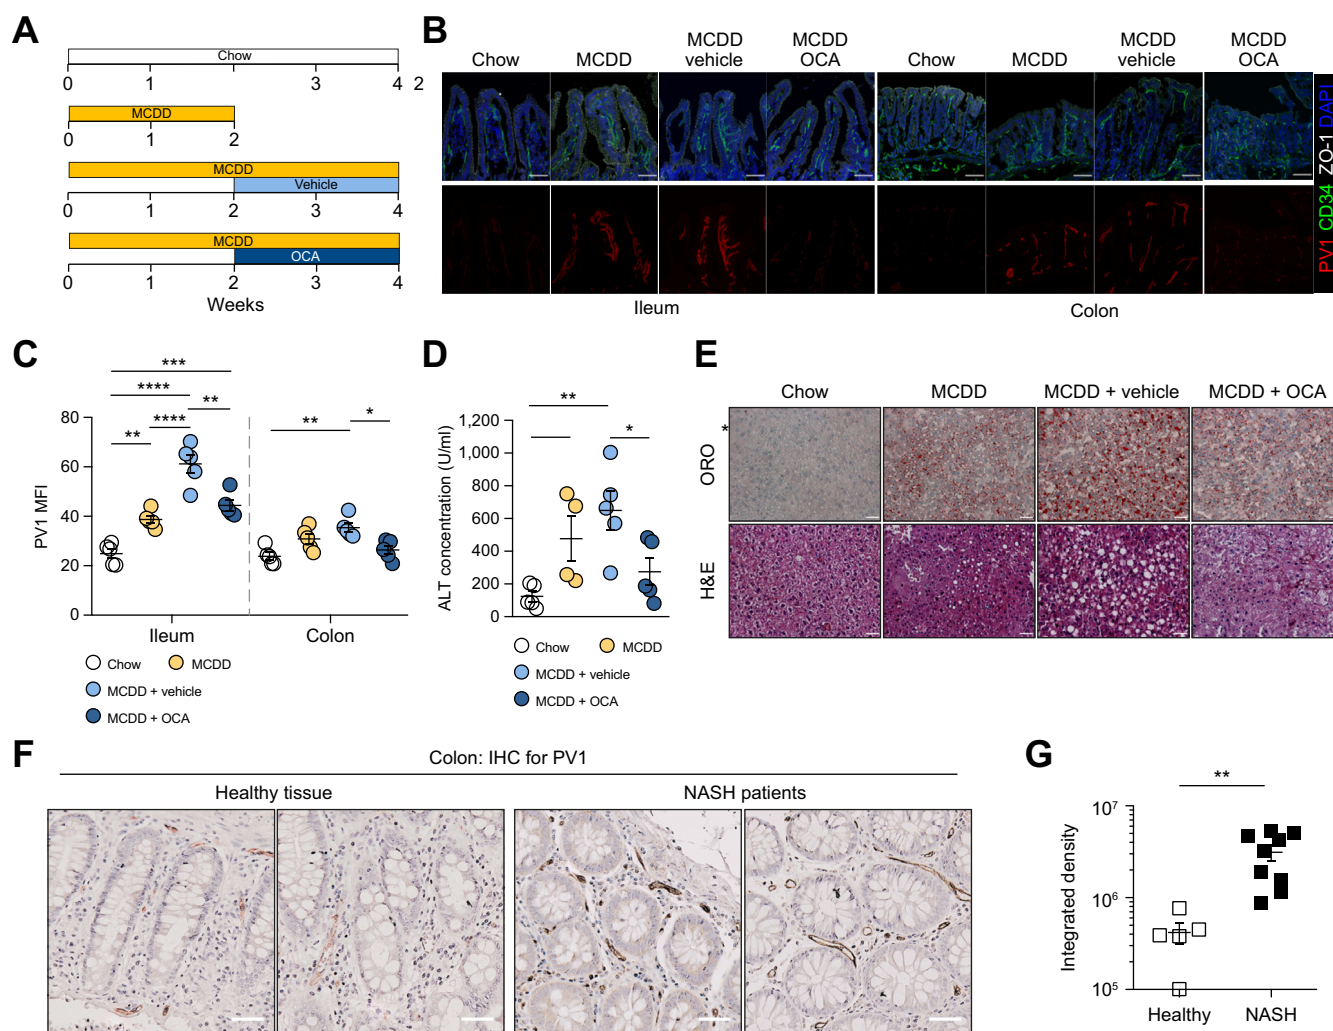 A
Chow
0 1 2 3 4 2
MCDD
0 1 2
MCDD
Vehicle
0 1 2 3 4
MCDD
OCA
0 1 2 3 4
Weeks
B
Chow MCDD MCDD vehicle MCDD OCA Chow MCDD MCDD vehicle MCDD OCA
Ileum Colon
PV1 CD34 ZO-1 DAPI
C
PV1 MFI
80
60
40
20
0
*** **** ** **** ** ** *
Ileum Colon
Chow MCDD
MCDD + vehicle
MCDD + OCA
D
ALT concentration (U/ml)
1,200
1,000
800
600
400
200
0
** *
Chow MCDD
MCDD + vehicle
MCDD + OCA
E
Chow MCDD MCDD + vehicle MCDD + OCA
*
ORO
H&E
F
Colon: IHC for PV1
Healthy tissue NASH patients
G
**
Integrated density
10⁷
10⁶
10⁵
Healthy NASH